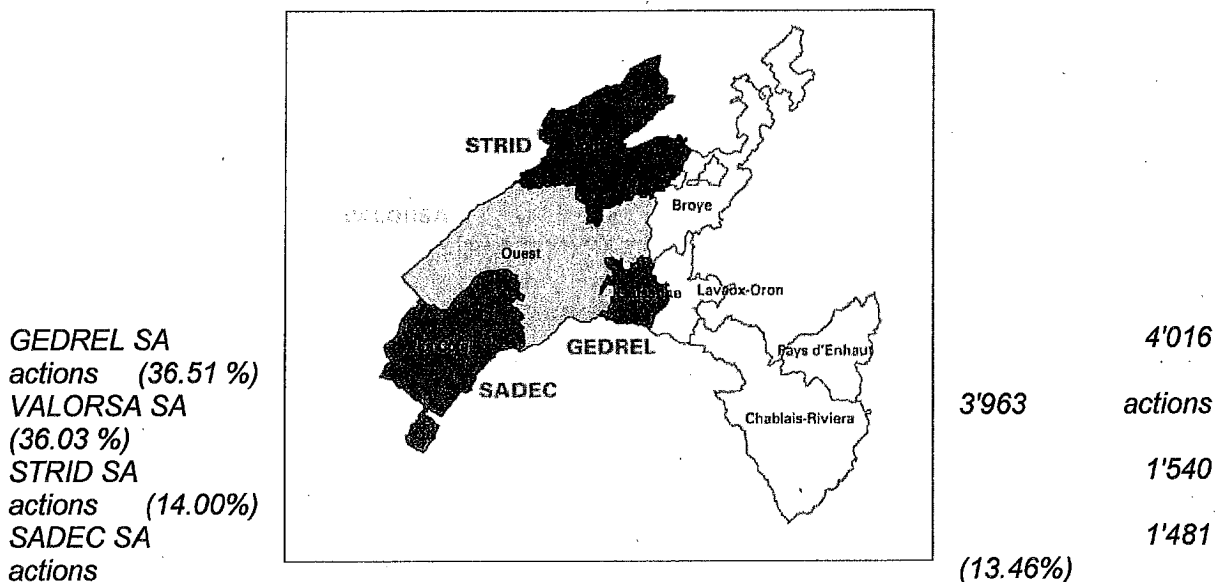 STRID
VALORSA
Broye
Ouest
Lavaux-Oron
GEDREL
Pays d'Enhaut
SADEC
Chablais-Riviera
GEDREL SA 4'016
actions (36.51 %)
VALORSA SA 3'963 actions
(36.03 %)
STRID SA 1'540
actions (14.00%)
SADEC SA 1'481
actions (13.46%)